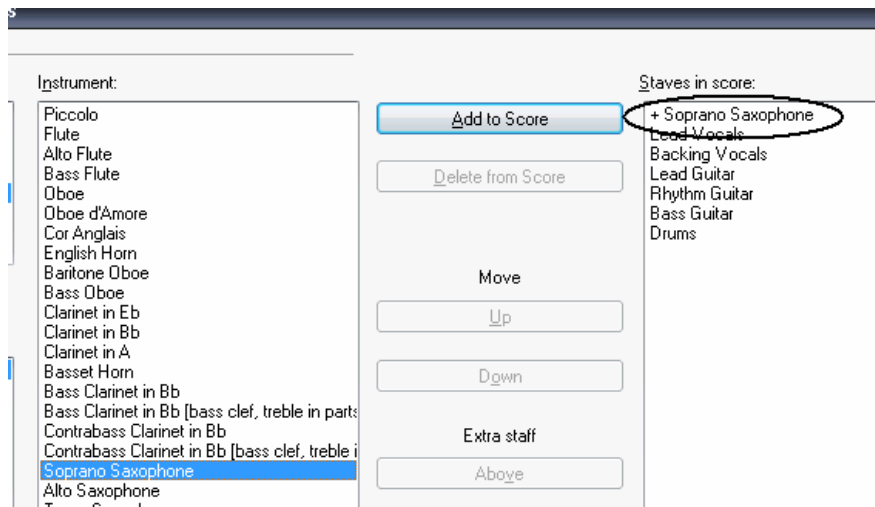 Instrument:
Piccolo
Flute
Alto Flute
Bass Flute
Oboe
Oboe d'Amore
Cor Anglais
English Horn
Baritone Oboe
Bass Oboe
Clarinet in Eb
Clarinet in Bb
Clarinet in A
Basset Horn
Bass Clarinet in Bb
Bass Clarinet in Bb [bass clef, treble in parts
Contrabass Clarinet in Bb
Contrabass Clarinet in Bb [bass clef, treble i
Soprano Saxophone
Alto Saxophone
Add to Score
Delete from Score
Move
Up
Down
Extra staff
Above
Staves in score:
+ Soprano Saxophone
Lead Vocals
Backing Vocals
Lead Guitar
Rhythm Guitar
Bass Guitar
Drums